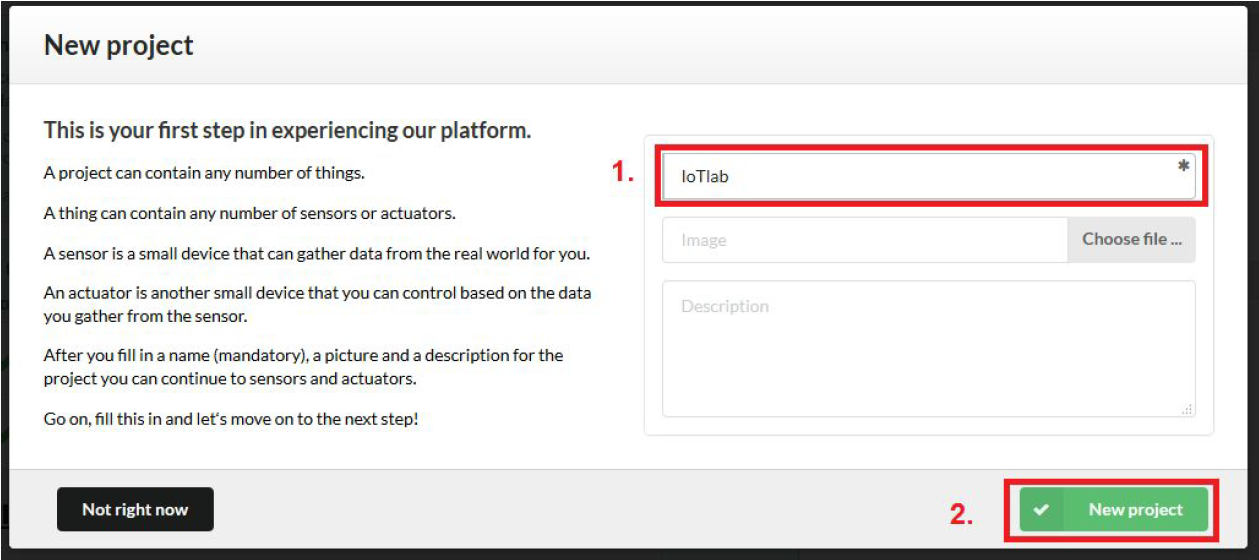 New project
This is your first step in experiencing our platform.
A project can contain any number of things.
A thing can contain any number of sensors or actuators.
A sensor is a small device that can gather data from the real world for you.
An actuator is another small device that you can control based on the data
you gather from the sensor.
After you fill in a name (mandatory), a picture and a description for the
project you can continue to sensors and actuators.
Go on, fill this in and let's move on to the next step!
1.
IoTlab
*
Image
Choose file ...
Description
Not right now
2.
New project